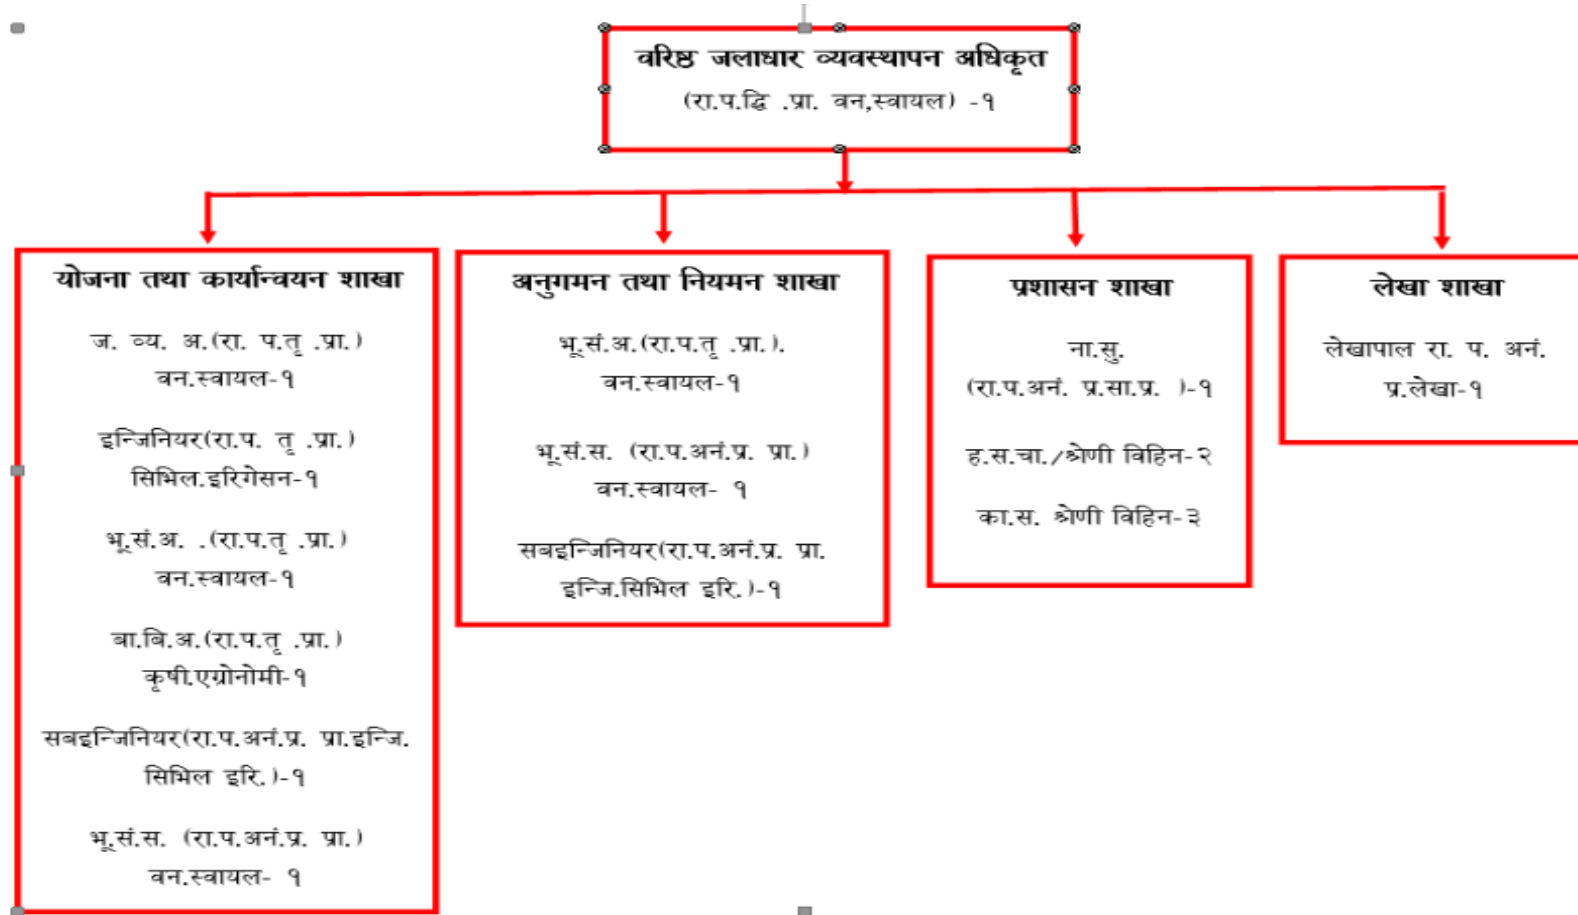 वरिष्ठ जलाधार व्यवस्थापन अधिकृत
(रा.प.द्वि .प्रा. वन,स्वायल) -१
योजना तथा कार्यान्वयन शाखा
ज. व्य. अ.(रा. प.तृ .प्रा.)
वन.स्वायल-१
इन्जिनियर(रा.प. तृ .प्रा.)
सिभिल.इरिगेसन-१
भू.सं.अ. .(रा.प.तृ .प्रा.)
वन.स्वायल-१
बा.बि.अ.(रा.प.तृ .प्रा.)
कृषी.एग्रोनोमी-१
सबइन्जिनियर(रा.प.अनं.प्र. प्रा.इन्जि.
सिभिल इरि.)-१
भू.सं.स. (रा.प.अनं.प्र. प्रा.)
वन.स्वायल- १
अनुगमन तथा नियमन शाखा
भू.सं.अ.(रा.प.तृ .प्रा.).
वन.स्वायल-१
भू.सं.स. (रा.प.अनं.प्र. प्रा.)
वन.स्वायल- १
सबइन्जिनियर(रा.प.अनं.प्र. प्रा.
इन्जि.सिभिल इरि.)-१
प्रशासन शाखा
ना.सु.
(रा.प.अनं. प्र.सा.प्र. )-१
ह.स.चा./श्रेणी विहिन-२
का.स. श्रेणी विहिन-३
लेखा शाखा
लेखापाल रा. प. अनं.
प्र.लेखा-१